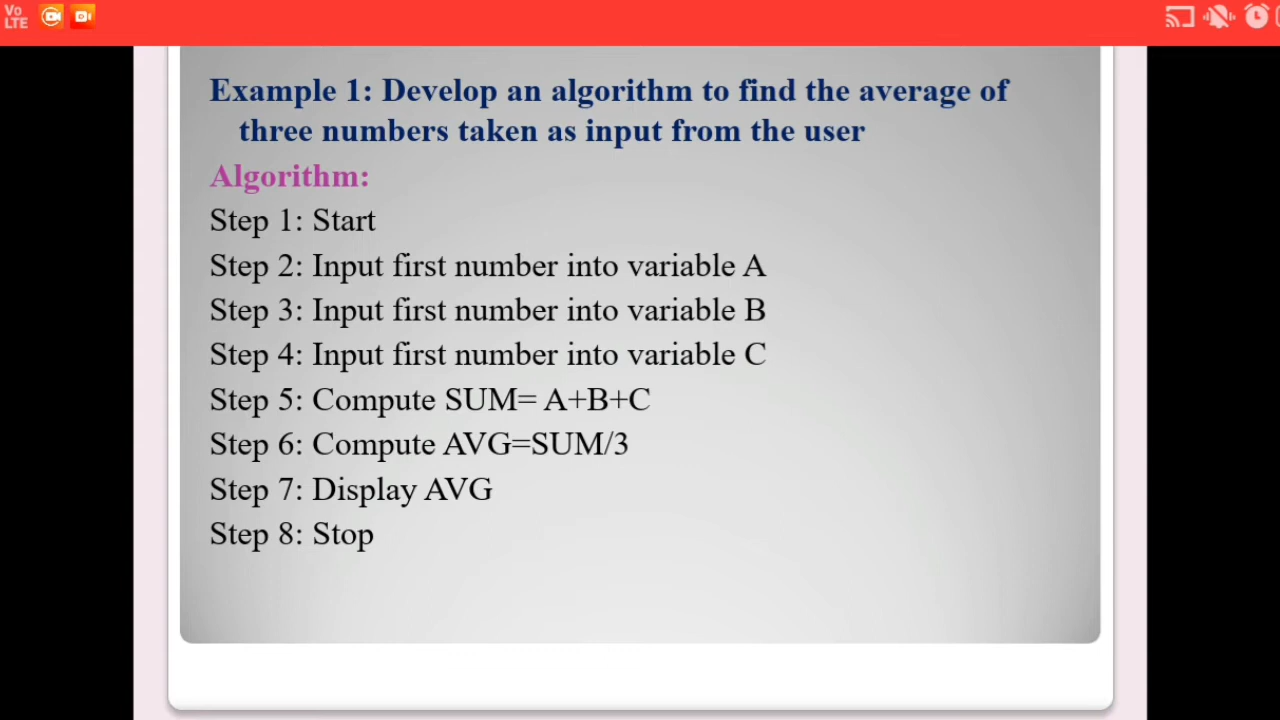 Vo
LTE
Example 1: Develop an algorithm to find the average of
three numbers taken as input from the user
Algorithm:
Step 1: Start
Step 2: Input first number into variable A
Step 3: Input first number into variable B
Step 4: Input first number into variable C
Step 5: Compute SUM= A+B+C
Step 6: Compute AVG=SUM/3
Step 7: Display AVG
Step 8: Stop